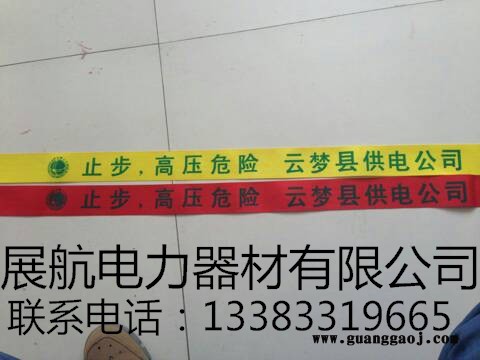 止步,高压危险 云梦县供电公司
止步,高压危险 云梦县供电公司
展航电力器材有限公司
联系电话：13383319665
www.guanggaoj.com